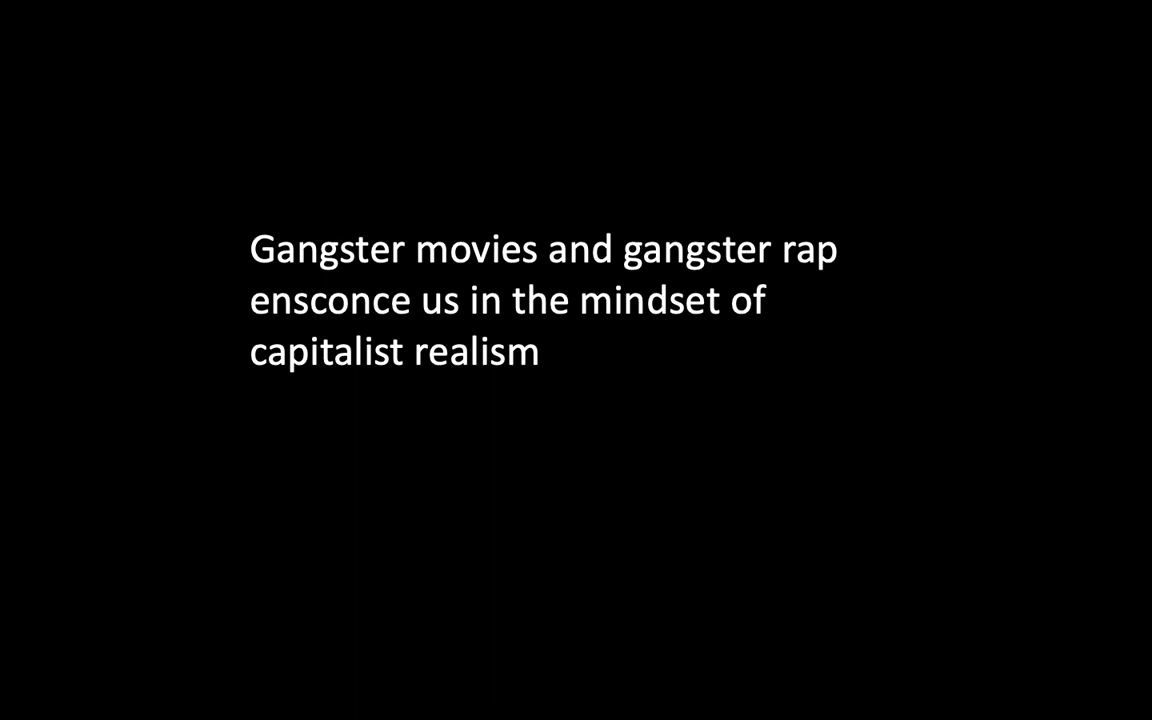 Gangster movies and gangster rap
ensconce us in the mindset of
capitalist realism